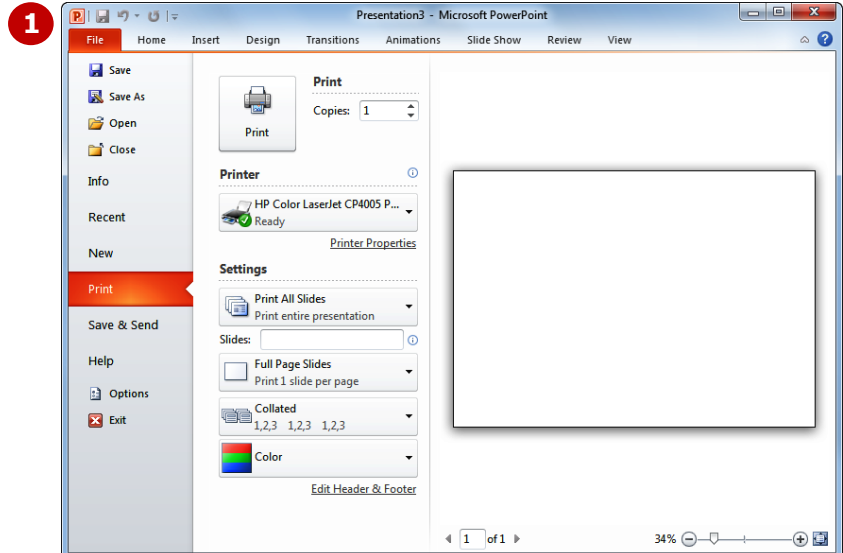 1
Presentation3 - Microsoft PowerPoint
File Home Insert Design Transitions Animations Slide Show Review View
Save
Save As
Open
Close
Info
Recent
New
Print
Save & Send
Help
Options
Exit
Print
Print
Copies: 1
Printer
HP Color LaserJet CP4005 P...
Ready
Printer Properties
Settings
Print All Slides
Print entire presentation
Slides:
Full Page Slides
Print 1 slide per page
Collated
1,2,3 1,2,3 1,2,3
Color
Edit Header & Footer
1 of 1
34%